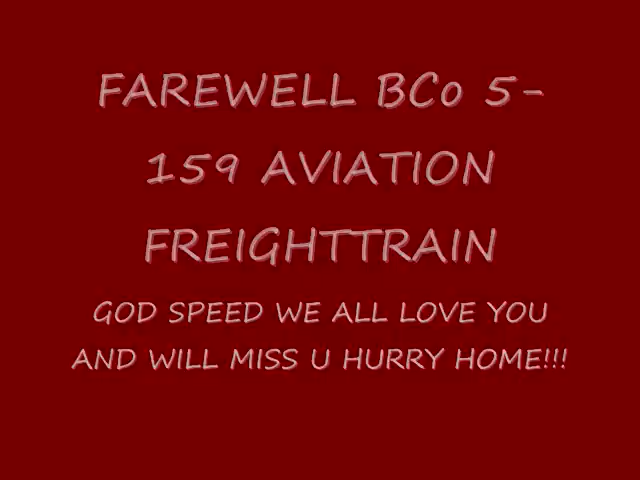 FAREWELL BCo 5-
159 AVIATION
FREIGHTTRAIN
GOD SPEED WE ALL LOVE YOU
AND WILL MISS U HURRY HOME!!!